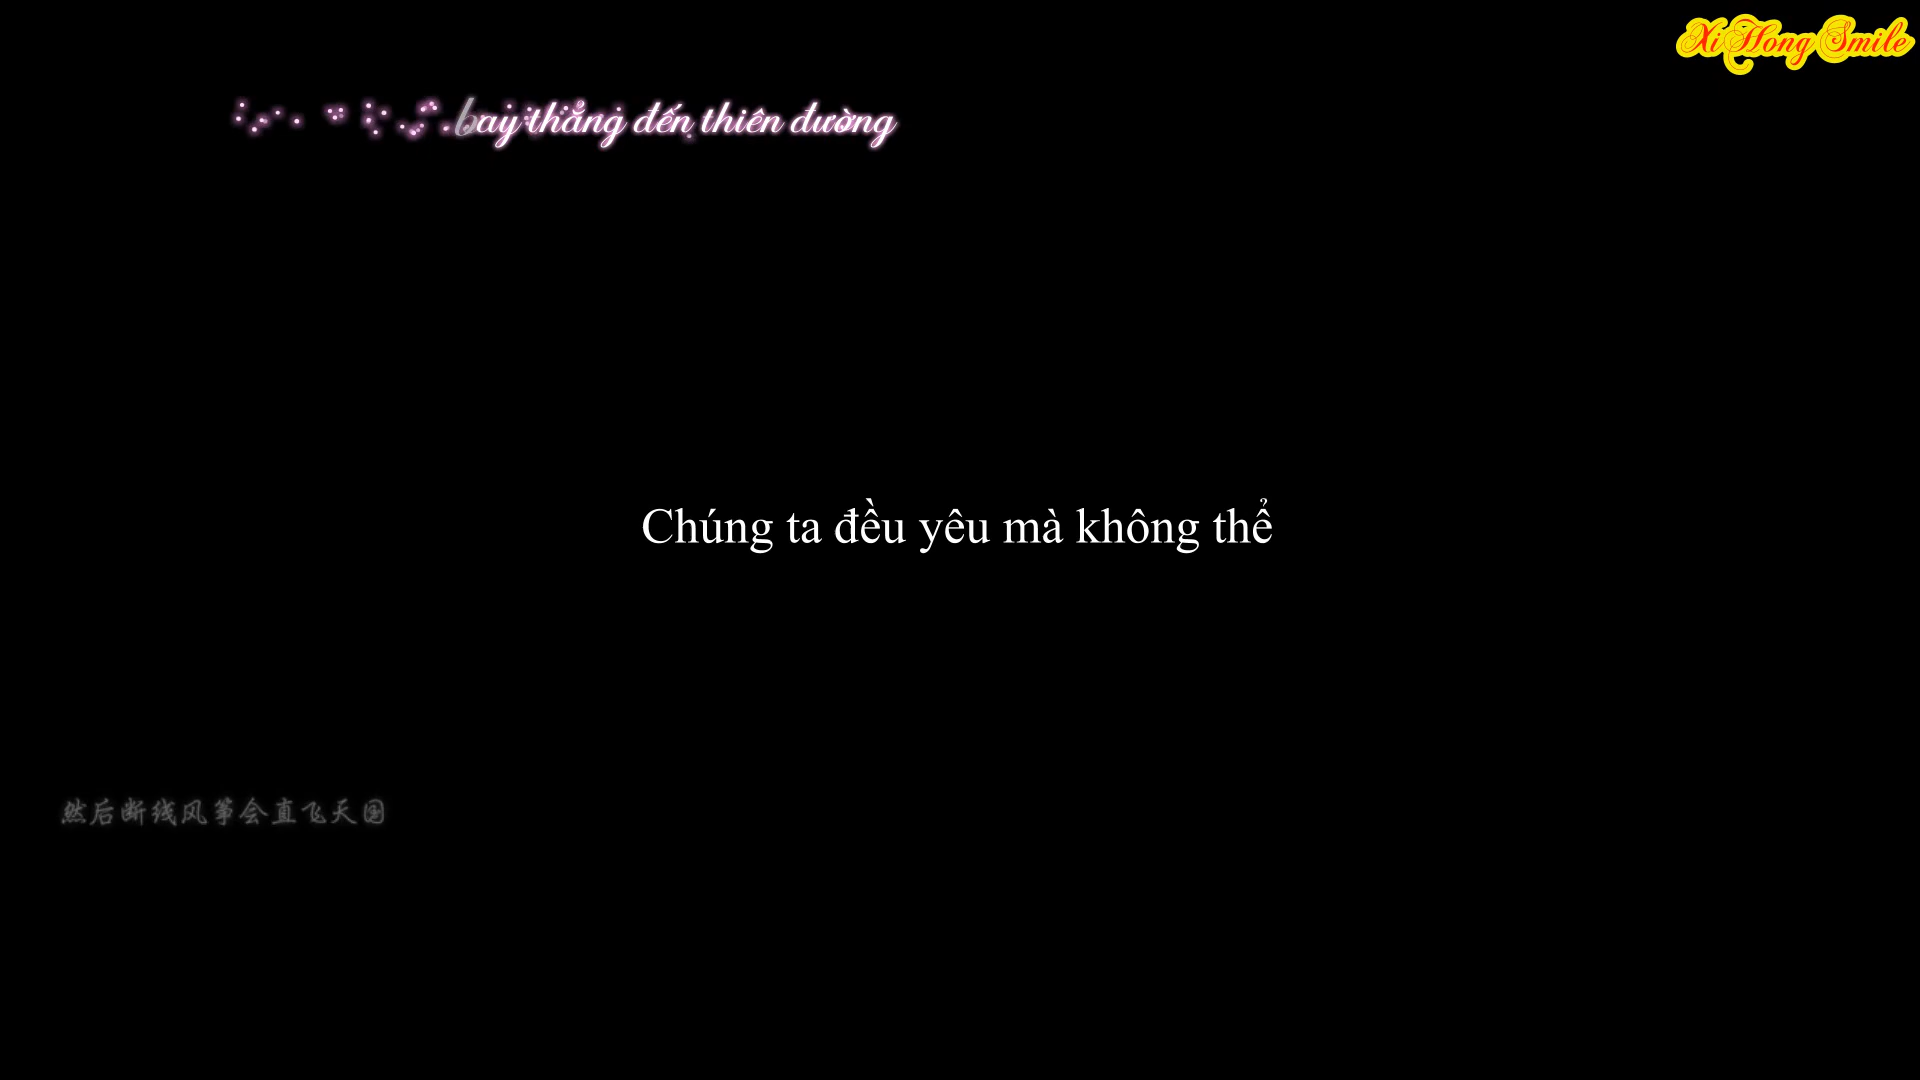 Xi Hong Smile
bay thẳng đến thiên đường
Chúng ta đều yêu mà không thể
然后断线风筝会直飞天国